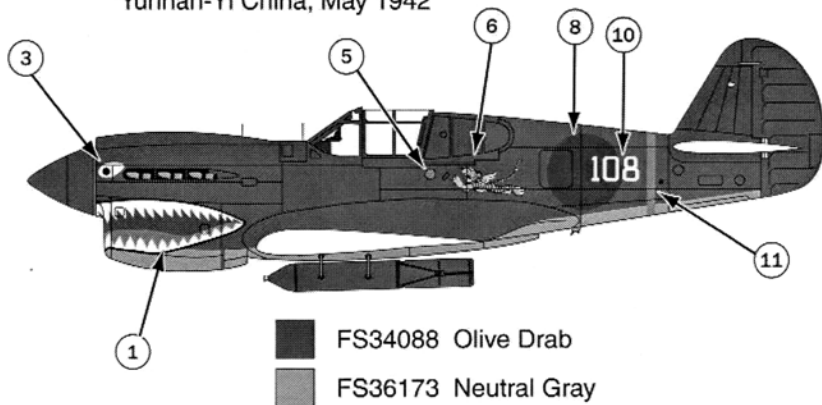 Yunnan-Yi China, May 1942
3
5
6
8
10
108
11
1
FS34088 Olive Drab
FS36173 Neutral Gray